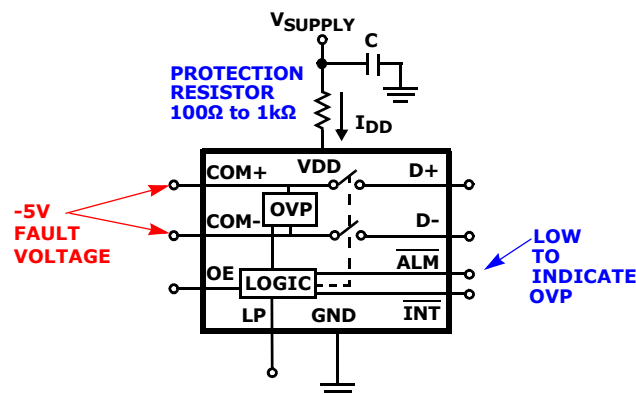 VSUPPLY
C
PROTECTION
RESISTOR
100Ω to 1kΩ
IDD
COM+
VDD
D+
OVP
-5V
FAULT
VOLTAGE
COM-
D-
LOW
TO
INDICATE
OVP
ALM
OE
LOGIC
INT
LP
GND